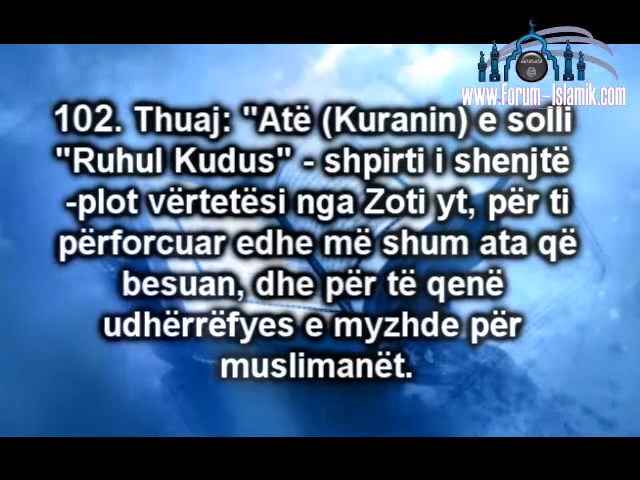 www.Forum-Islamik.com
102. Thuaj: "Atë (Kuranin) e solli
"Ruhul Kudus" - shpirti i shenjtë
-plot vërtetësi nga Zoti yt, për ti
përforcuar edhe më shum ata që
besuan, dhe për të qenë
udhërrëfyes e myzhde për
muslimanët.